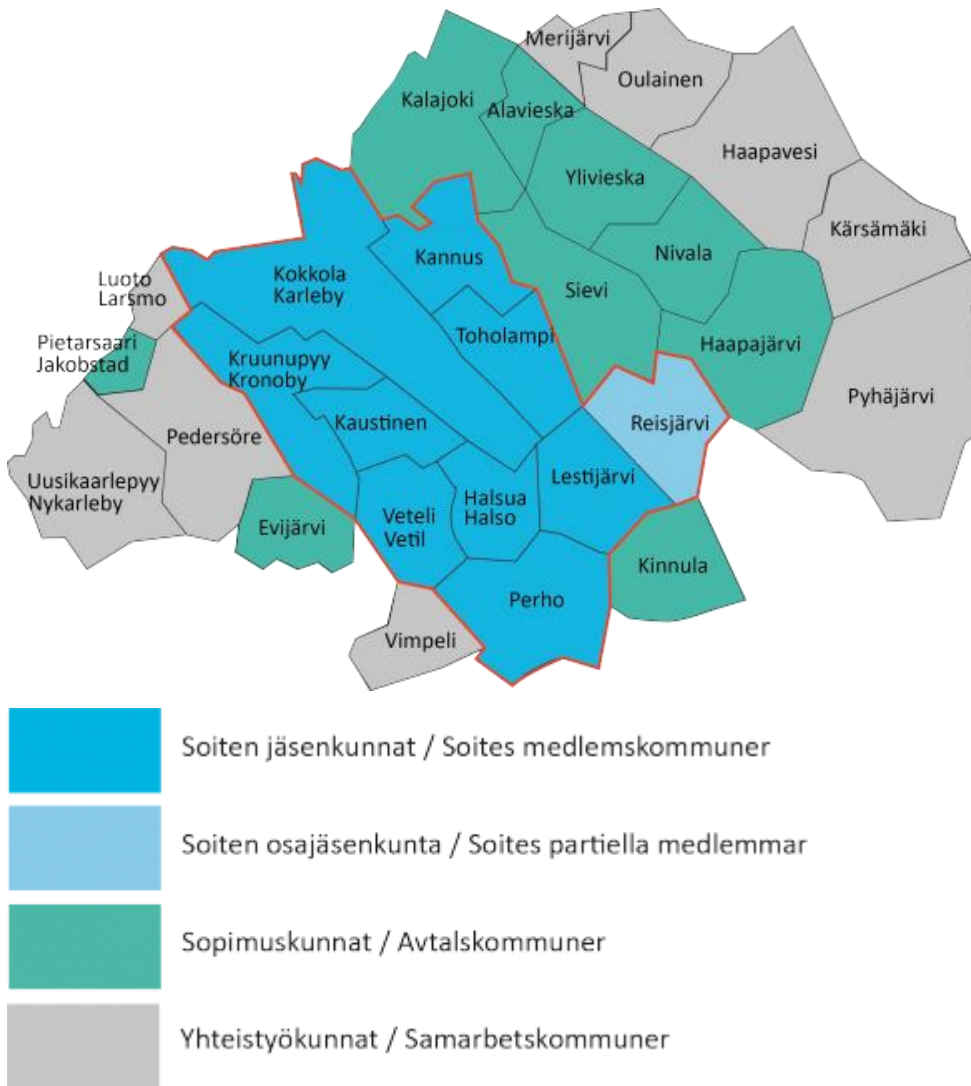 Merijärvi
Oulainen
Kalajoki
Alavieska
Haapavesi
Ylivieska
Kärsämäki
Kannus
Nivala
Luoto
Larsmo
Kokkola
Karleby
Sievi
Pietarsaari
Jakobstad
Toholampi
Haapajärvi
Kruunupyy
Kronoby
Pyhäjärvi
Kaustinen
Reisjärvi
Pedersöre
Uusikaarlepyy
Nykarleby
Lestijärvi
Halsua
Halso
Veteli
Vetil
Evijärvi
Kinnula
Perho
Vimpeli
Soiten jäsenkunnat / Soites medlemskommuner
Soiten osajäsenkunta / Soites partiella medlemmar
Sopimuskunnat / Avtalskommuner
Yhteistyökunnat / Samarbetskommuner